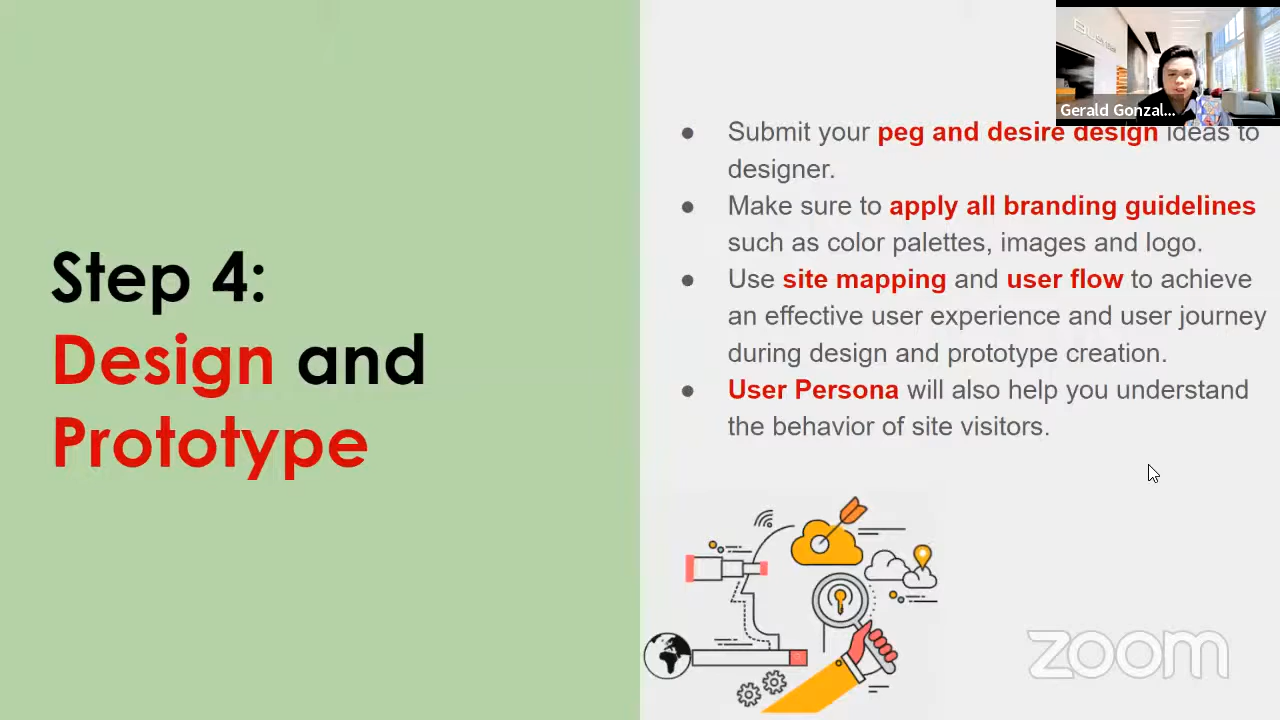 Gerald Gonzal...
Step 4:
Design and
Prototype
● Submit your peg and desire design ideas to
designer.
● Make sure to apply all branding guidelines
such as color palettes, images and logo.
● Use site mapping and user flow to achieve
an effective user experience and user journey
during design and prototype creation.
● User Persona will also help you understand
the behavior of site visitors.
zoom